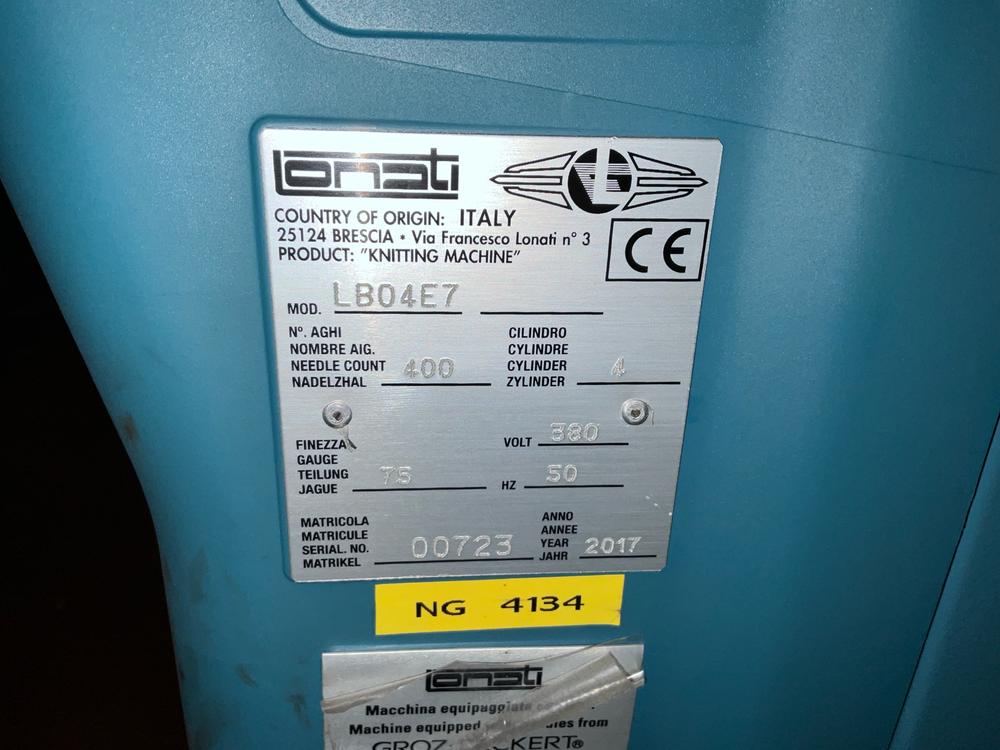 Lonati
COUNTRY OF ORIGIN: ITALY
25124 BRESCIA • Via Francesco Lonati n° 3
PRODUCT: "KNITTING MACHINE"
CE
MOD. LB04E7
N°. AGHI
NOMBRE AIG.
NEEDLE COUNT 400
NADELZHAL
CILINDRO
CYLINDRE
CYLINDER 4
ZYLINDER
FINEZZA
GAUGE
TEILUNG 75
JAGUE
VOLT 380
HZ 50
MATRICOLA
MATRICULE
SERIAL. NO. 00723
MATRIKEL
ANNO
ANNEE
YEAR 2017
JAHR
NG 4134
Lonati
Macchina equipaggiata
Machine equipped from
GROZ